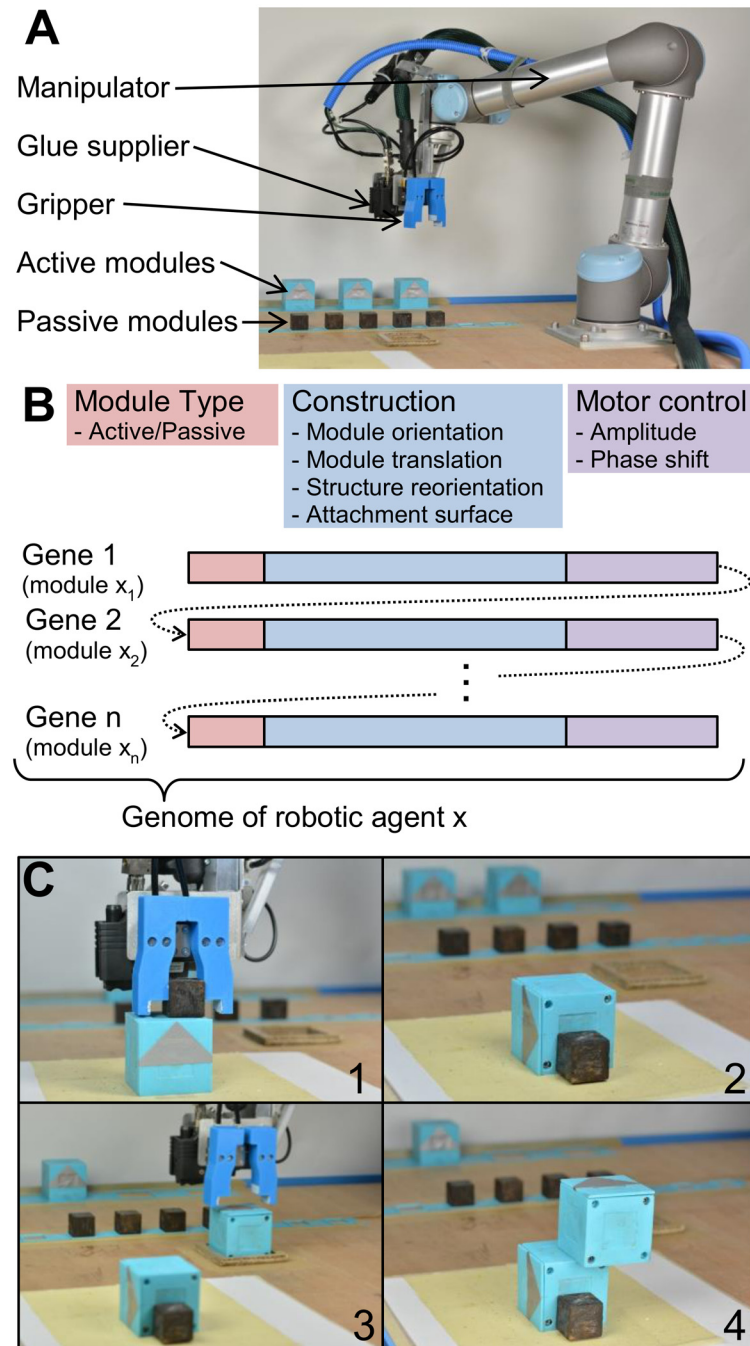 A
Manipulator
Glue supplier
Gripper
Active modules
Passive modules
B
Module Type
- Active/Passive
Construction
- Module orientation
- Module translation
- Structure reorientation
- Attachment surface
Motor control
- Amplitude
- Phase shift
Gene 1
(module x1)
Gene 2
(module x2)
Gene n
(module xn)
Genome of robotic agent x
C
1
2
3
4